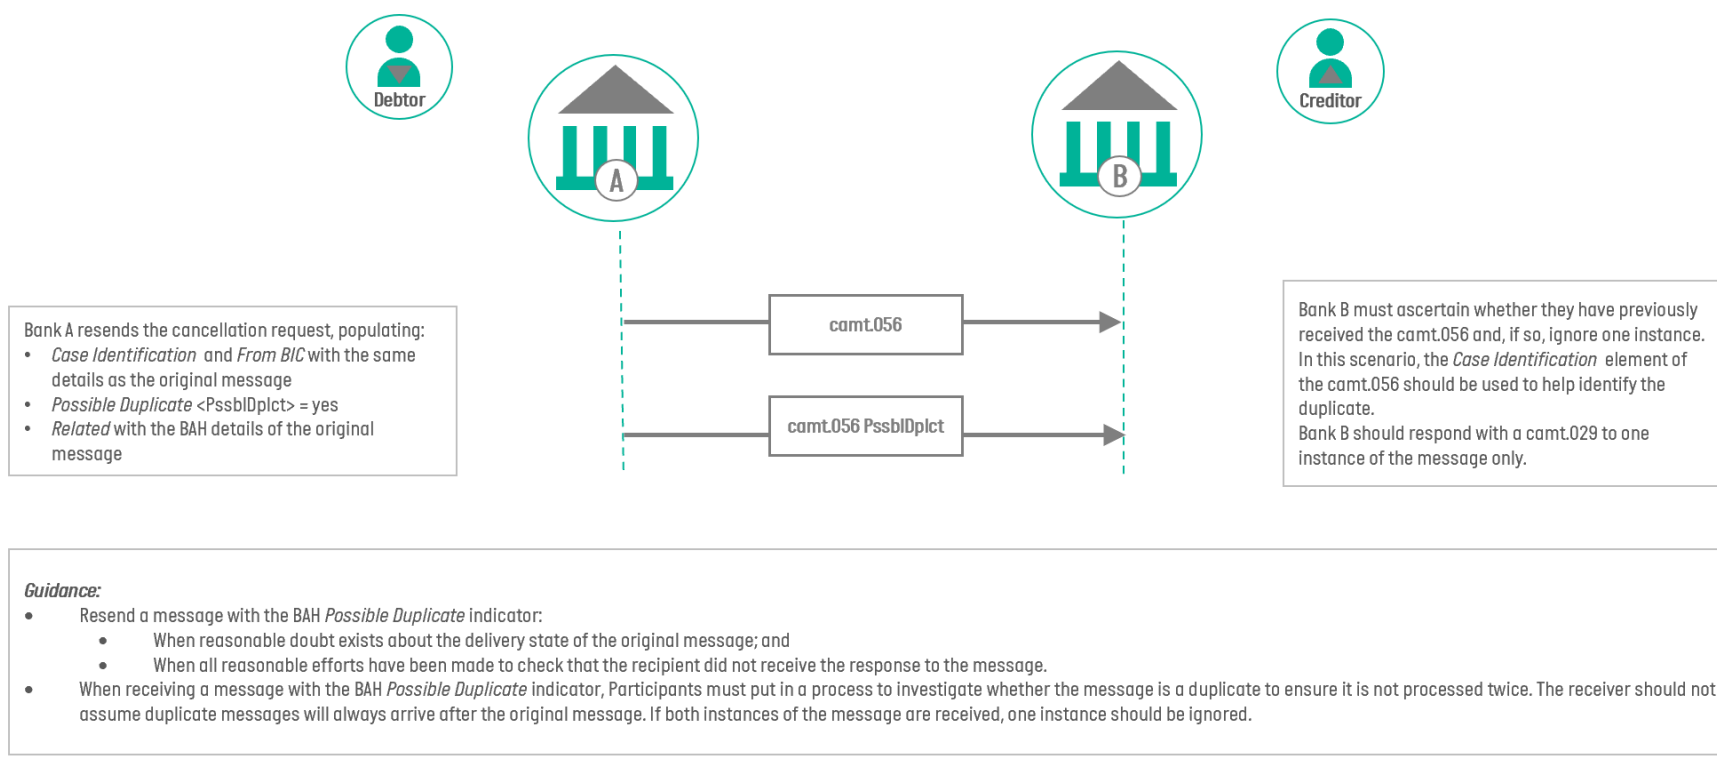 Debtor
Creditor
A
B
camt.056
camt.056 PssblDplct
Bank A resends the cancellation request, populating:
• Case Identification and From BIC with the same
details as the original message
• Possible Duplicate <PssblDplct> = yes
• Related with the BAH details of the original
message
Bank B must ascertain whether they have previously
received the camt.056 and, if so, ignore one instance.
In this scenario, the Case Identification element of
the camt.056 should be used to help identify the
duplicate.
Bank B should respond with a camt.029 to one
instance of the message only.
Guidance:
• Resend a message with the BAH Possible Duplicate indicator:
• When reasonable doubt exists about the delivery state of the original message; and
• When all reasonable efforts have been made to check that the recipient did not receive the response to the message.
• When receiving a message with the BAH Possible Duplicate indicator, Participants must put in a process to investigate whether the message is a duplicate to ensure it is not processed twice. The receiver should not
assume duplicate messages will always arrive after the original message. If both instances of the message are received, one instance should be ignored.